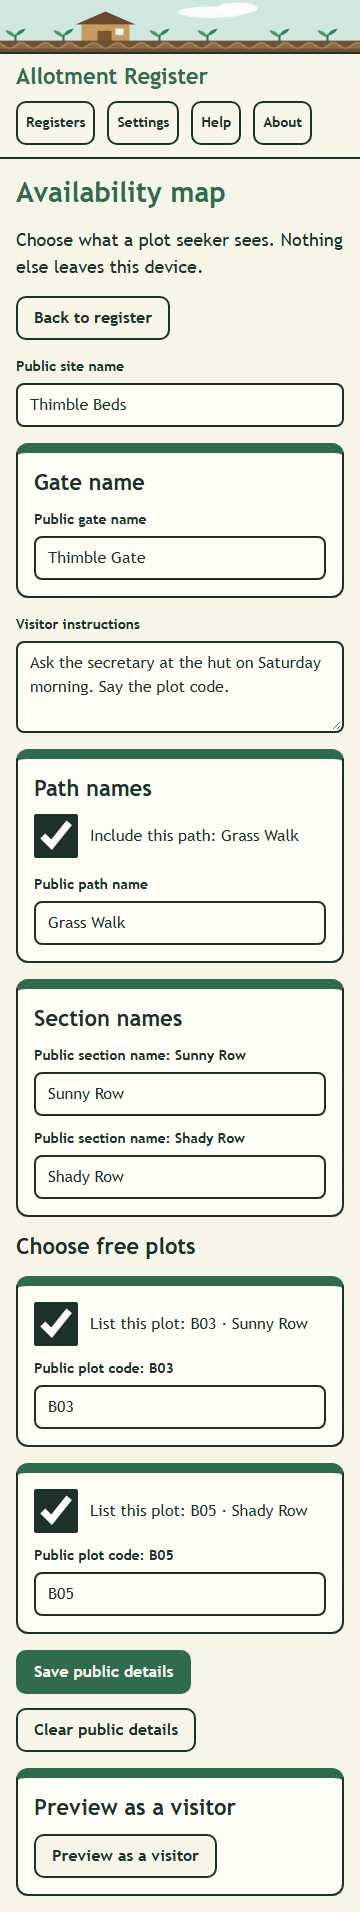 Allotment Register
Registers
Settings
Help
About
Availability map
Choose what a plot seeker sees. Nothing
else leaves this device.
Back to register
Public site name
Thimble Beds
Gate name
Public gate name
Thimble Gate
Visitor instructions
Ask the secretary at the hut on Saturday
morning. Say the plot code.
Path names
Include this path: Grass Walk
Public path name
Grass Walk
Section names
Public section name: Sunny Row
Sunny Row
Public section name: Shady Row
Shady Row
Choose free plots
List this plot: B03 · Sunny Row
Public plot code: B03
B03
List this plot: B05 · Shady Row
Public plot code: B05
B05
Save public details
Clear public details
Preview as a visitor
Preview as a visitor